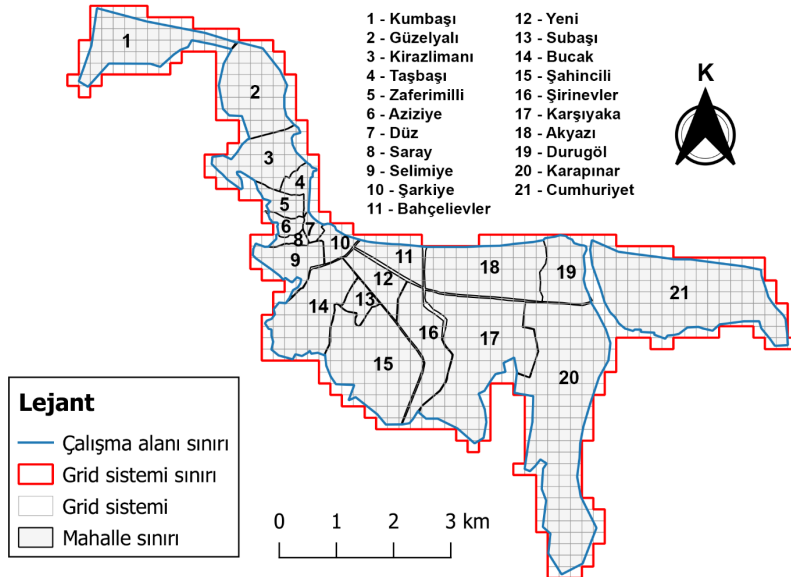 1 - Kumbaşı
2 - Güzelyalı
3 - Kirazlimanı
4 - Taşbaşı
5 - Zaferimilli
6 - Aziziye
7 - Düz
8 - Saray
9 - Selimiye
10 - Şarkiye
11 - Bahçelievler
12 - Yeni
13 - Subaşı
14 - Bucak
15 - Şahincili
16 - Şirinevler
17 - Karşıyaka
18 - Akyazı
19 - Durugöl
20 - Karapınar
21 - Cumhuriyet
K
1
2
3
4
5
6
7
8
9
10
11
12
13
14
15
16
17
18
19
20
21
Lejant
Çalışma alanı sınırı
Grid sistemi sınırı
Grid sistemi
Mahalle sınırı
0 1 2 3 km